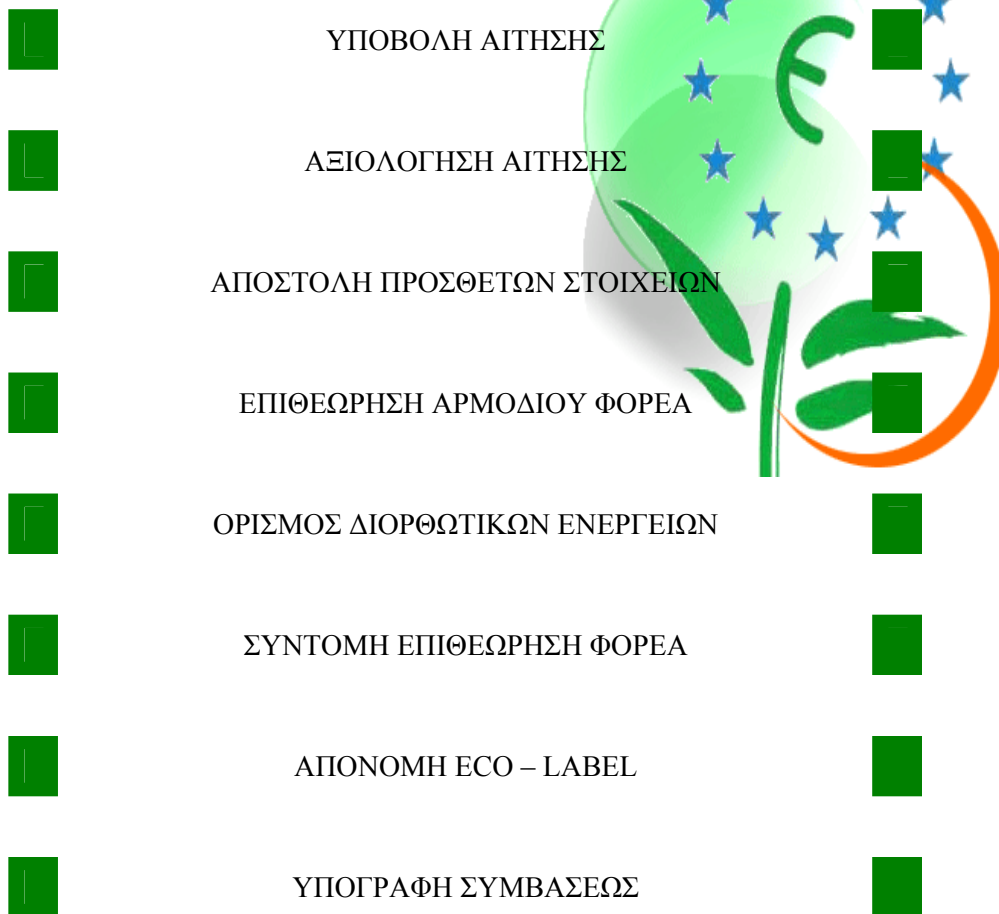 ΥΠΟΒΟΛΗ ΑΙΤΗΣΗΣ
ΑΞΙΟΛΟΓΗΣΗ ΑΙΤΗΣΗΣ
ΑΠΟΣΤΟΛΗ ΠΡΟΣΘΕΤΩΝ ΣΤΟΙΧΕΙΩΝ
ΕΠΙΘΕΩΡΗΣΗ ΑΡΜΟΔΙΟΥ ΦΟΡΕΑ
ΟΡΙΣΜΟΣ ΔΙΟΡΘΩΤΙΚΩΝ ΕΝΕΡΓΕΙΩΝ
ΣΥΝΤΟΜΗ ΕΠΙΘΕΩΡΗΣΗ ΦΟΡΕΑ
ΑΠΟΝΟΜΗ ECO – LABEL
ΥΠΟΓΡΑΦΗ ΣΥΜΒΑΣΕΩΣ